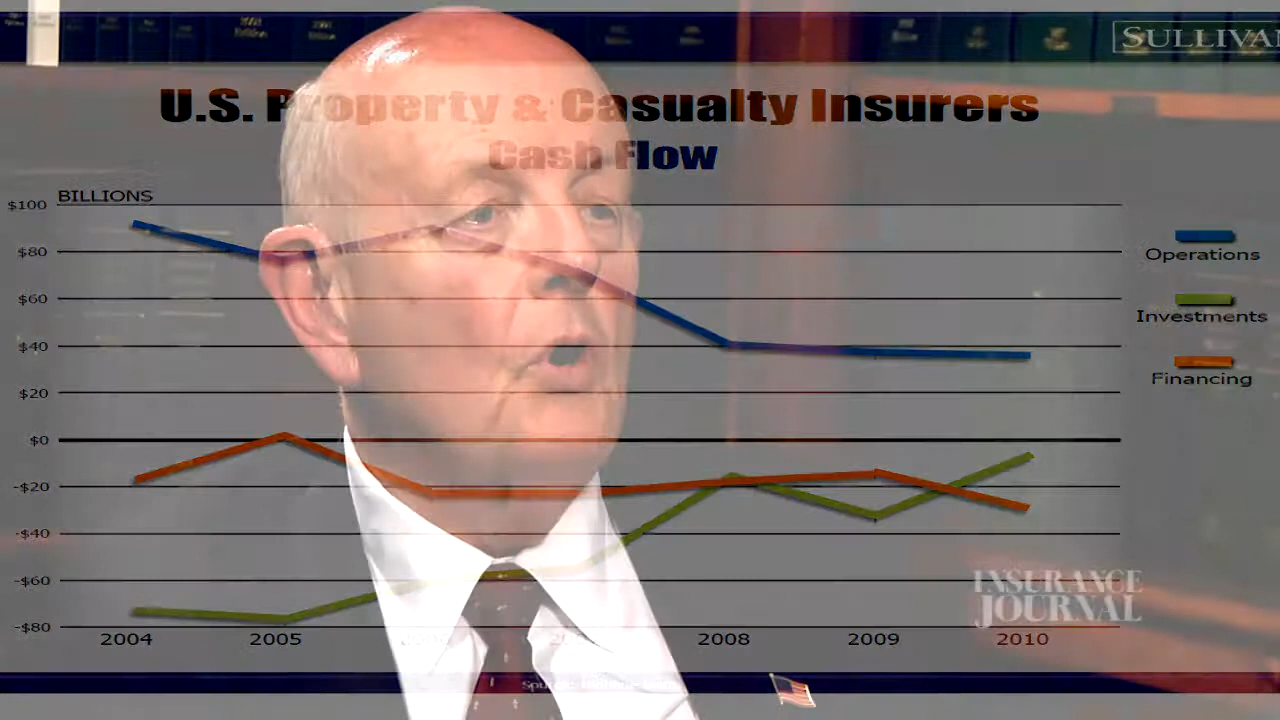 SULLIVAN
U.S. Property & Casualty Insurers
Cash Flow
BILLIONS
$100
$80
$60
$40
$20
$0
-$20
-$40
-$60
-$80
Operations
Investments
Financing
2004 2005 2008 2009 2010
INSURANCE
JOURNAL